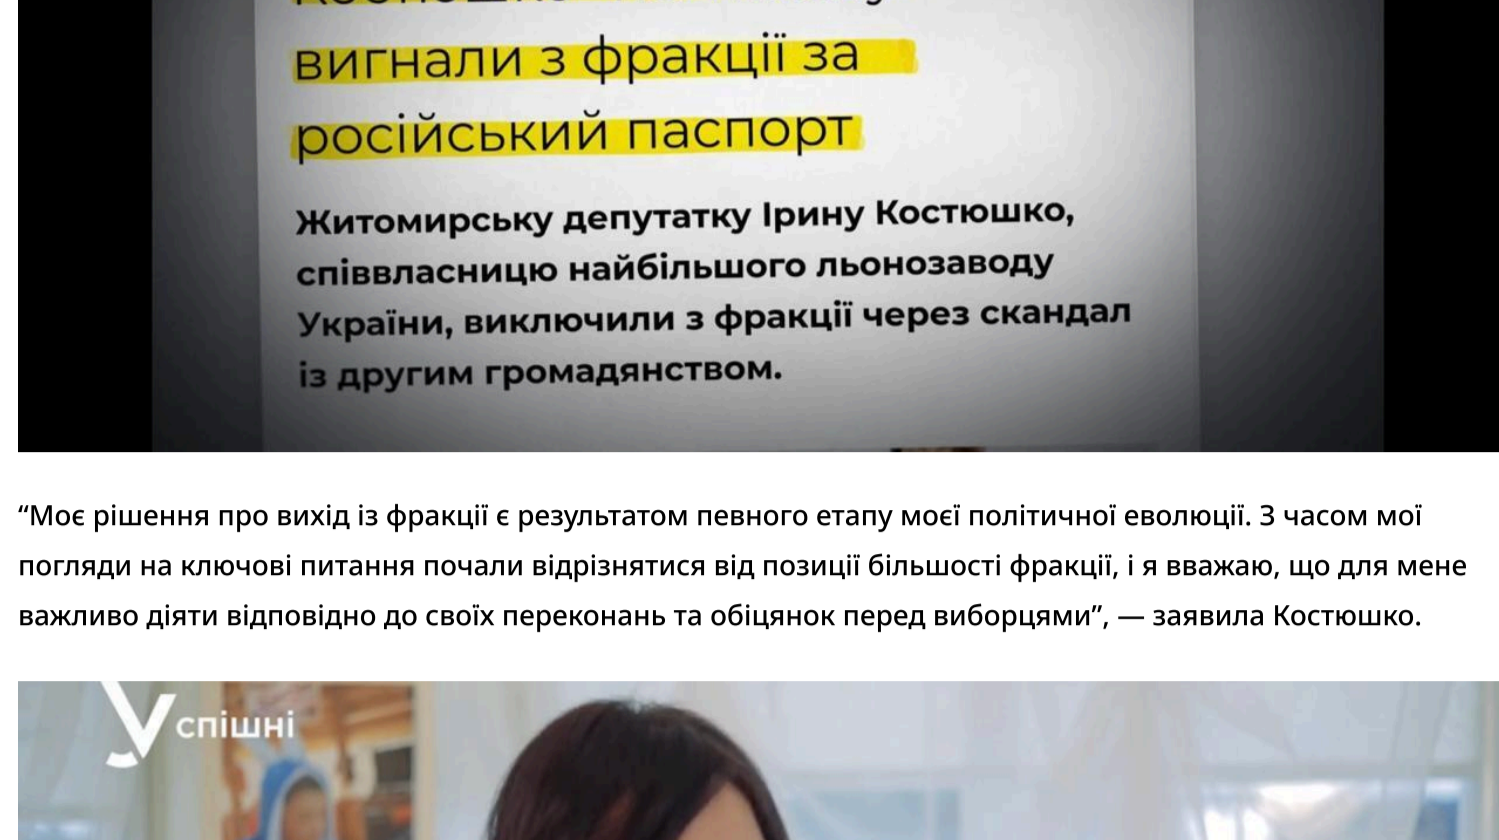 вигнали з фракції за
російський паспорт
Житомирську депутатку Ірину Костюшко,
співвласницю найбільшого льонозаводу
України, виключили з фракції через скандал
із другим громадянством.
“Моє рішення про вихід із фракції є результатом певного етапу моєї політичної еволюції. З часом мої
погляди на ключові питання почали відрізнятися від позиції більшості фракції, і я вважаю, що для мене
важливо діяти відповідно до своїх переконань та обіцянок перед виборцями”, — заявила Костюшко.
Успішні